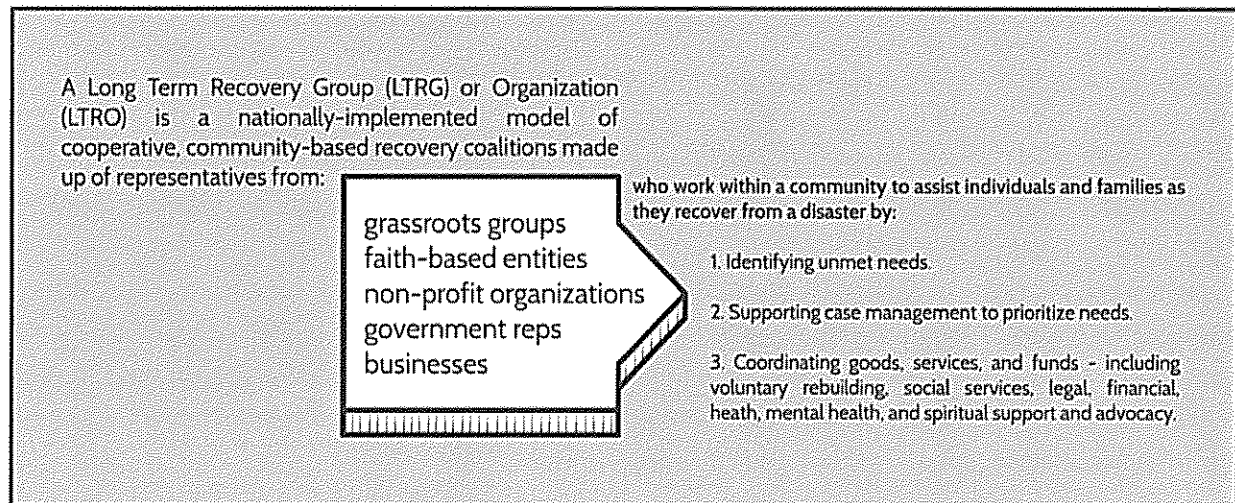 A Long Term Recovery Group (LTRG) or Organization
(LTRO) is a nationally-implemented model of
cooperative, community-based recovery coalitions made
up of representatives from:
grassroots groups
faith-based entities
non-profit organizations
government reps
businesses
who work within a community to assist individuals and families as
they recover from a disaster by:
1. Identifying unmet needs.
2. Supporting case management to prioritize needs.
3. Coordinating goods, services, and funds - including
voluntary rebuilding, social services, legal, financial,
heath, mental health, and spiritual support and advocacy.